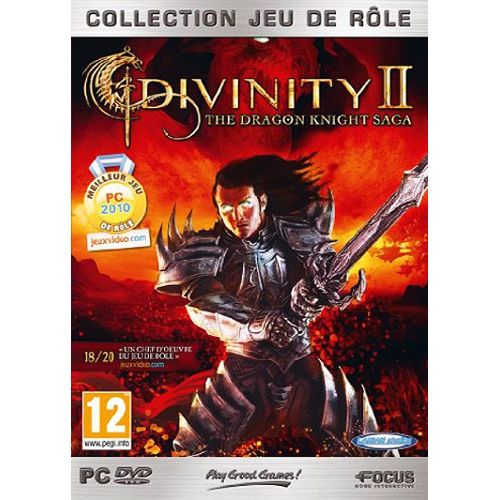 COLLECTION JEU DE RÔLE
DIVINITY II
THE DRAGON KNIGHT SAGA
MEILLEUR JEU
PC
2010
DE RÔLE
jeuxvideo.com
18/20
« UN CHEF D'OEUVRE
DU JEU DE RÔLE »
jeuxvideo.com
12
www.pegi.info
PC DVD
Play Good Games!
FOCUS
HOME INTERACTIVE